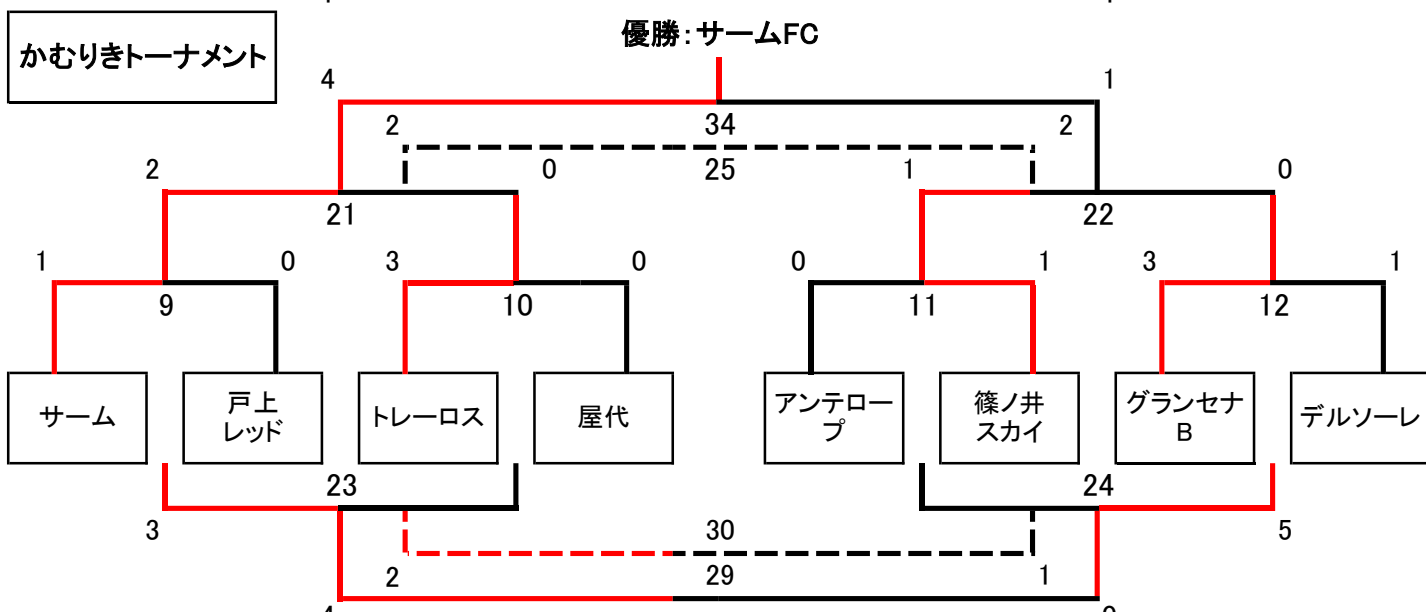 優勝：サームFC
かむりきトーナメント
4 1
2 34 2
2 0 25 1 0
21 22
1 0 3 0 0 1 3 1
9 10 11 12
サーム
戸上
レッド
トレーロス
屋代
アンテロー
プ
篠ノ井
スカイ
グランセナ
B
デルソーレ
23 24
3 30 5
2 29 1